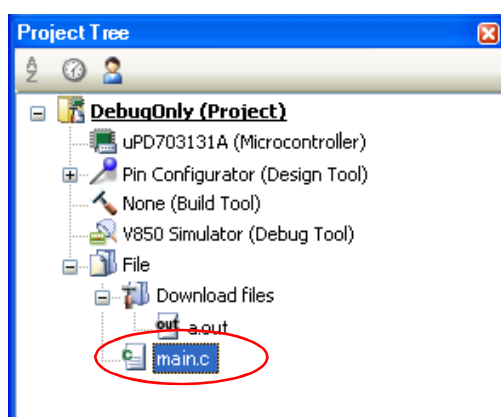 Project Tree
DebugOnly (Project)
uPD703131A (Microcontroller)
Pin Configurator (Design Tool)
None (Build Tool)
V850 Simulator (Debug Tool)
File
Download files
out a.out
c main.c